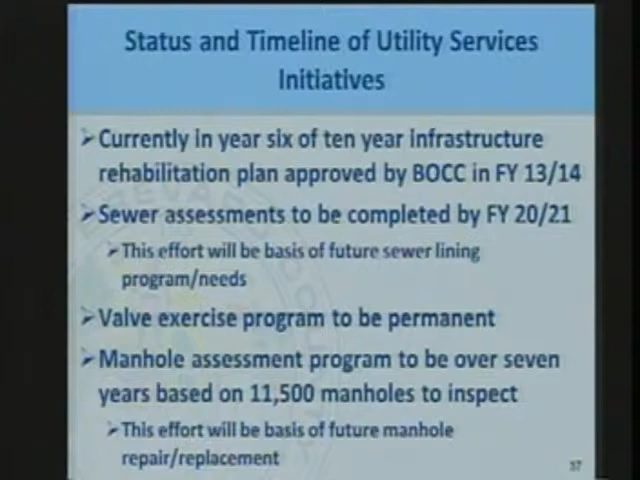 Status and Timeline of Utility Services
Initiatives
➢Currently in year six of ten year infrastructure
rehabilitation plan approved by BOCC in FY 13/14
➢Sewer assessments to be completed by FY 20/21
➢This effort will be basis of future sewer lining
program/needs
➢Valve exercise program to be permanent
➢Manhole assessment program to be over seven
years based on 11,500 manholes to inspect
➢This effort will be basis of future manhole
repair/replacement
37